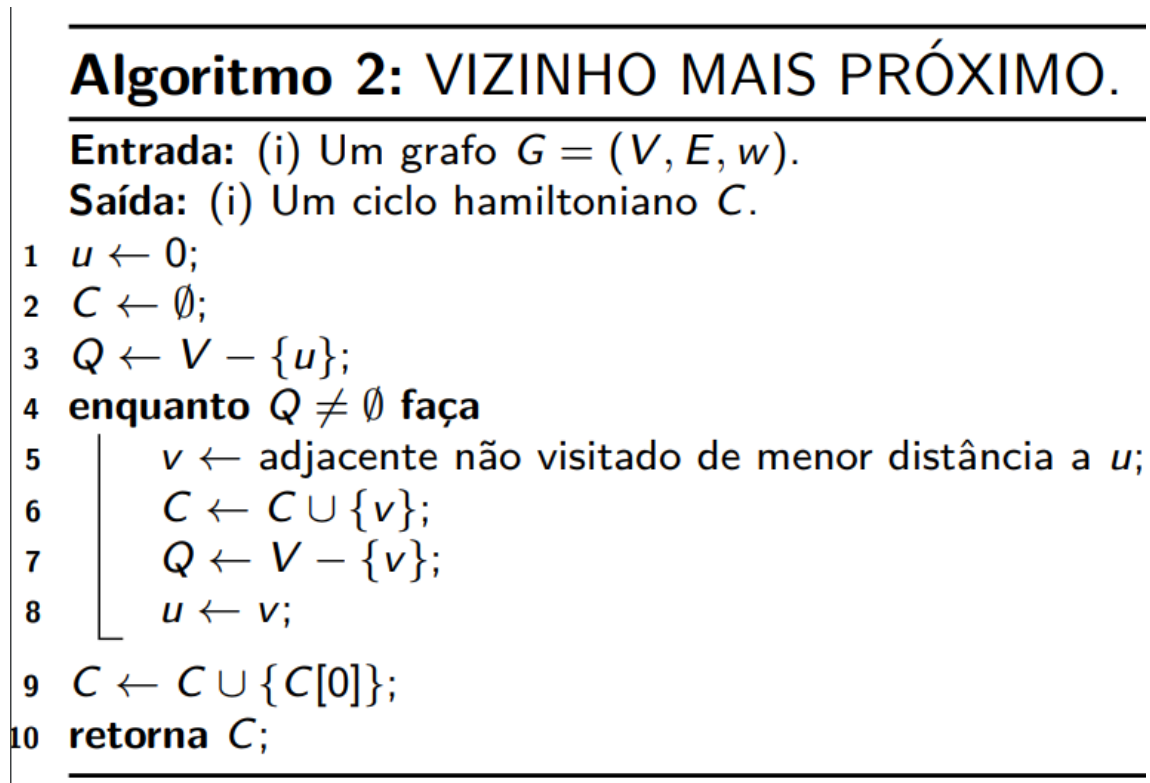 Algoritmo 2: VIZINHO MAIS PRÓXIMO.
Entrada: (i) Um grafo G = (V, E, w).
Saída: (i) Um ciclo hamiltoniano C.
1 u ← 0;
2 C ← ∅;
3 Q ← V − {u};
4 enquanto Q ≠ ∅ faça
5 v ← adjacente não visitado de menor distância a u;
6 C ← C ∪ {v};
7 Q ← V − {v};
8 u ← v;
9 C ← C ∪ {C[0]};
10 retorna C;